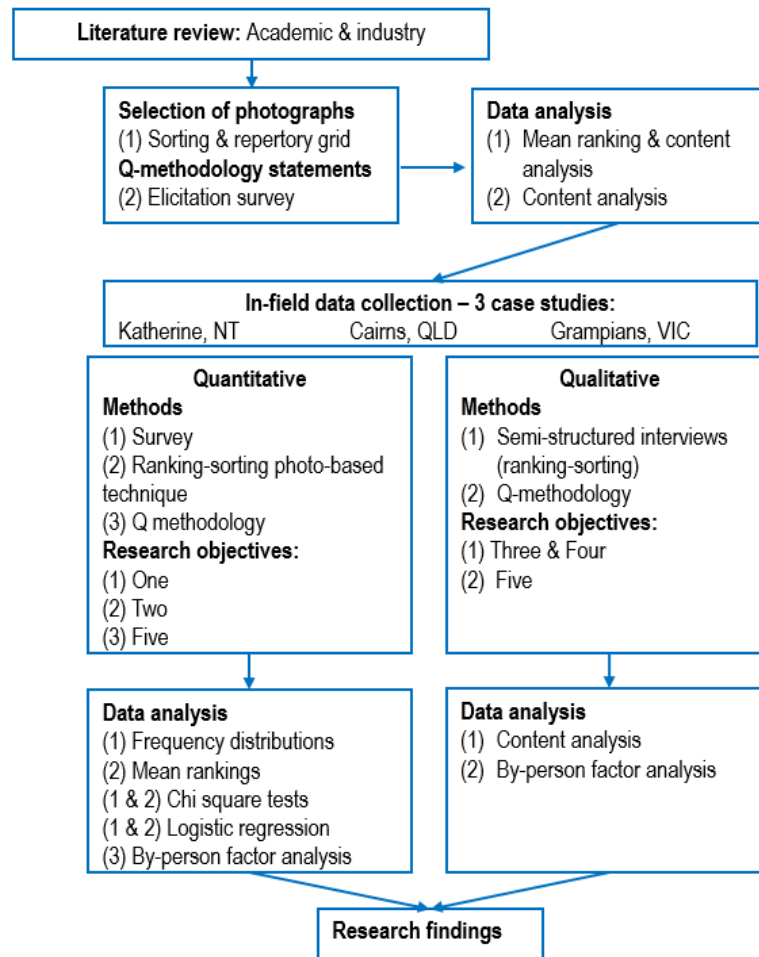 Literature review: Academic & industry
Selection of photographs
(1) Sorting & repertory grid
Q-methodology statements
(2) Elicitation survey
Data analysis
(1) Mean ranking & content
analysis
(2) Content analysis
In-field data collection – 3 case studies:
Katherine, NT Cairns, QLD Grampians, VIC
Quantitative
Methods
(1) Survey
(2) Ranking-sorting photo-based
technique
(3) Q methodology
Research objectives:
(1) One
(2) Two
(3) Five
Qualitative
Methods
(1) Semi-structured interviews
(ranking-sorting)
(2) Q-methodology
Research objectives:
(1) Three & Four
(2) Five
Data analysis
(1) Frequency distributions
(2) Mean rankings
(1 & 2) Chi square tests
(1 & 2) Logistic regression
(3) By-person factor analysis
Data analysis
(1) Content analysis
(2) By-person factor analysis
Research findings